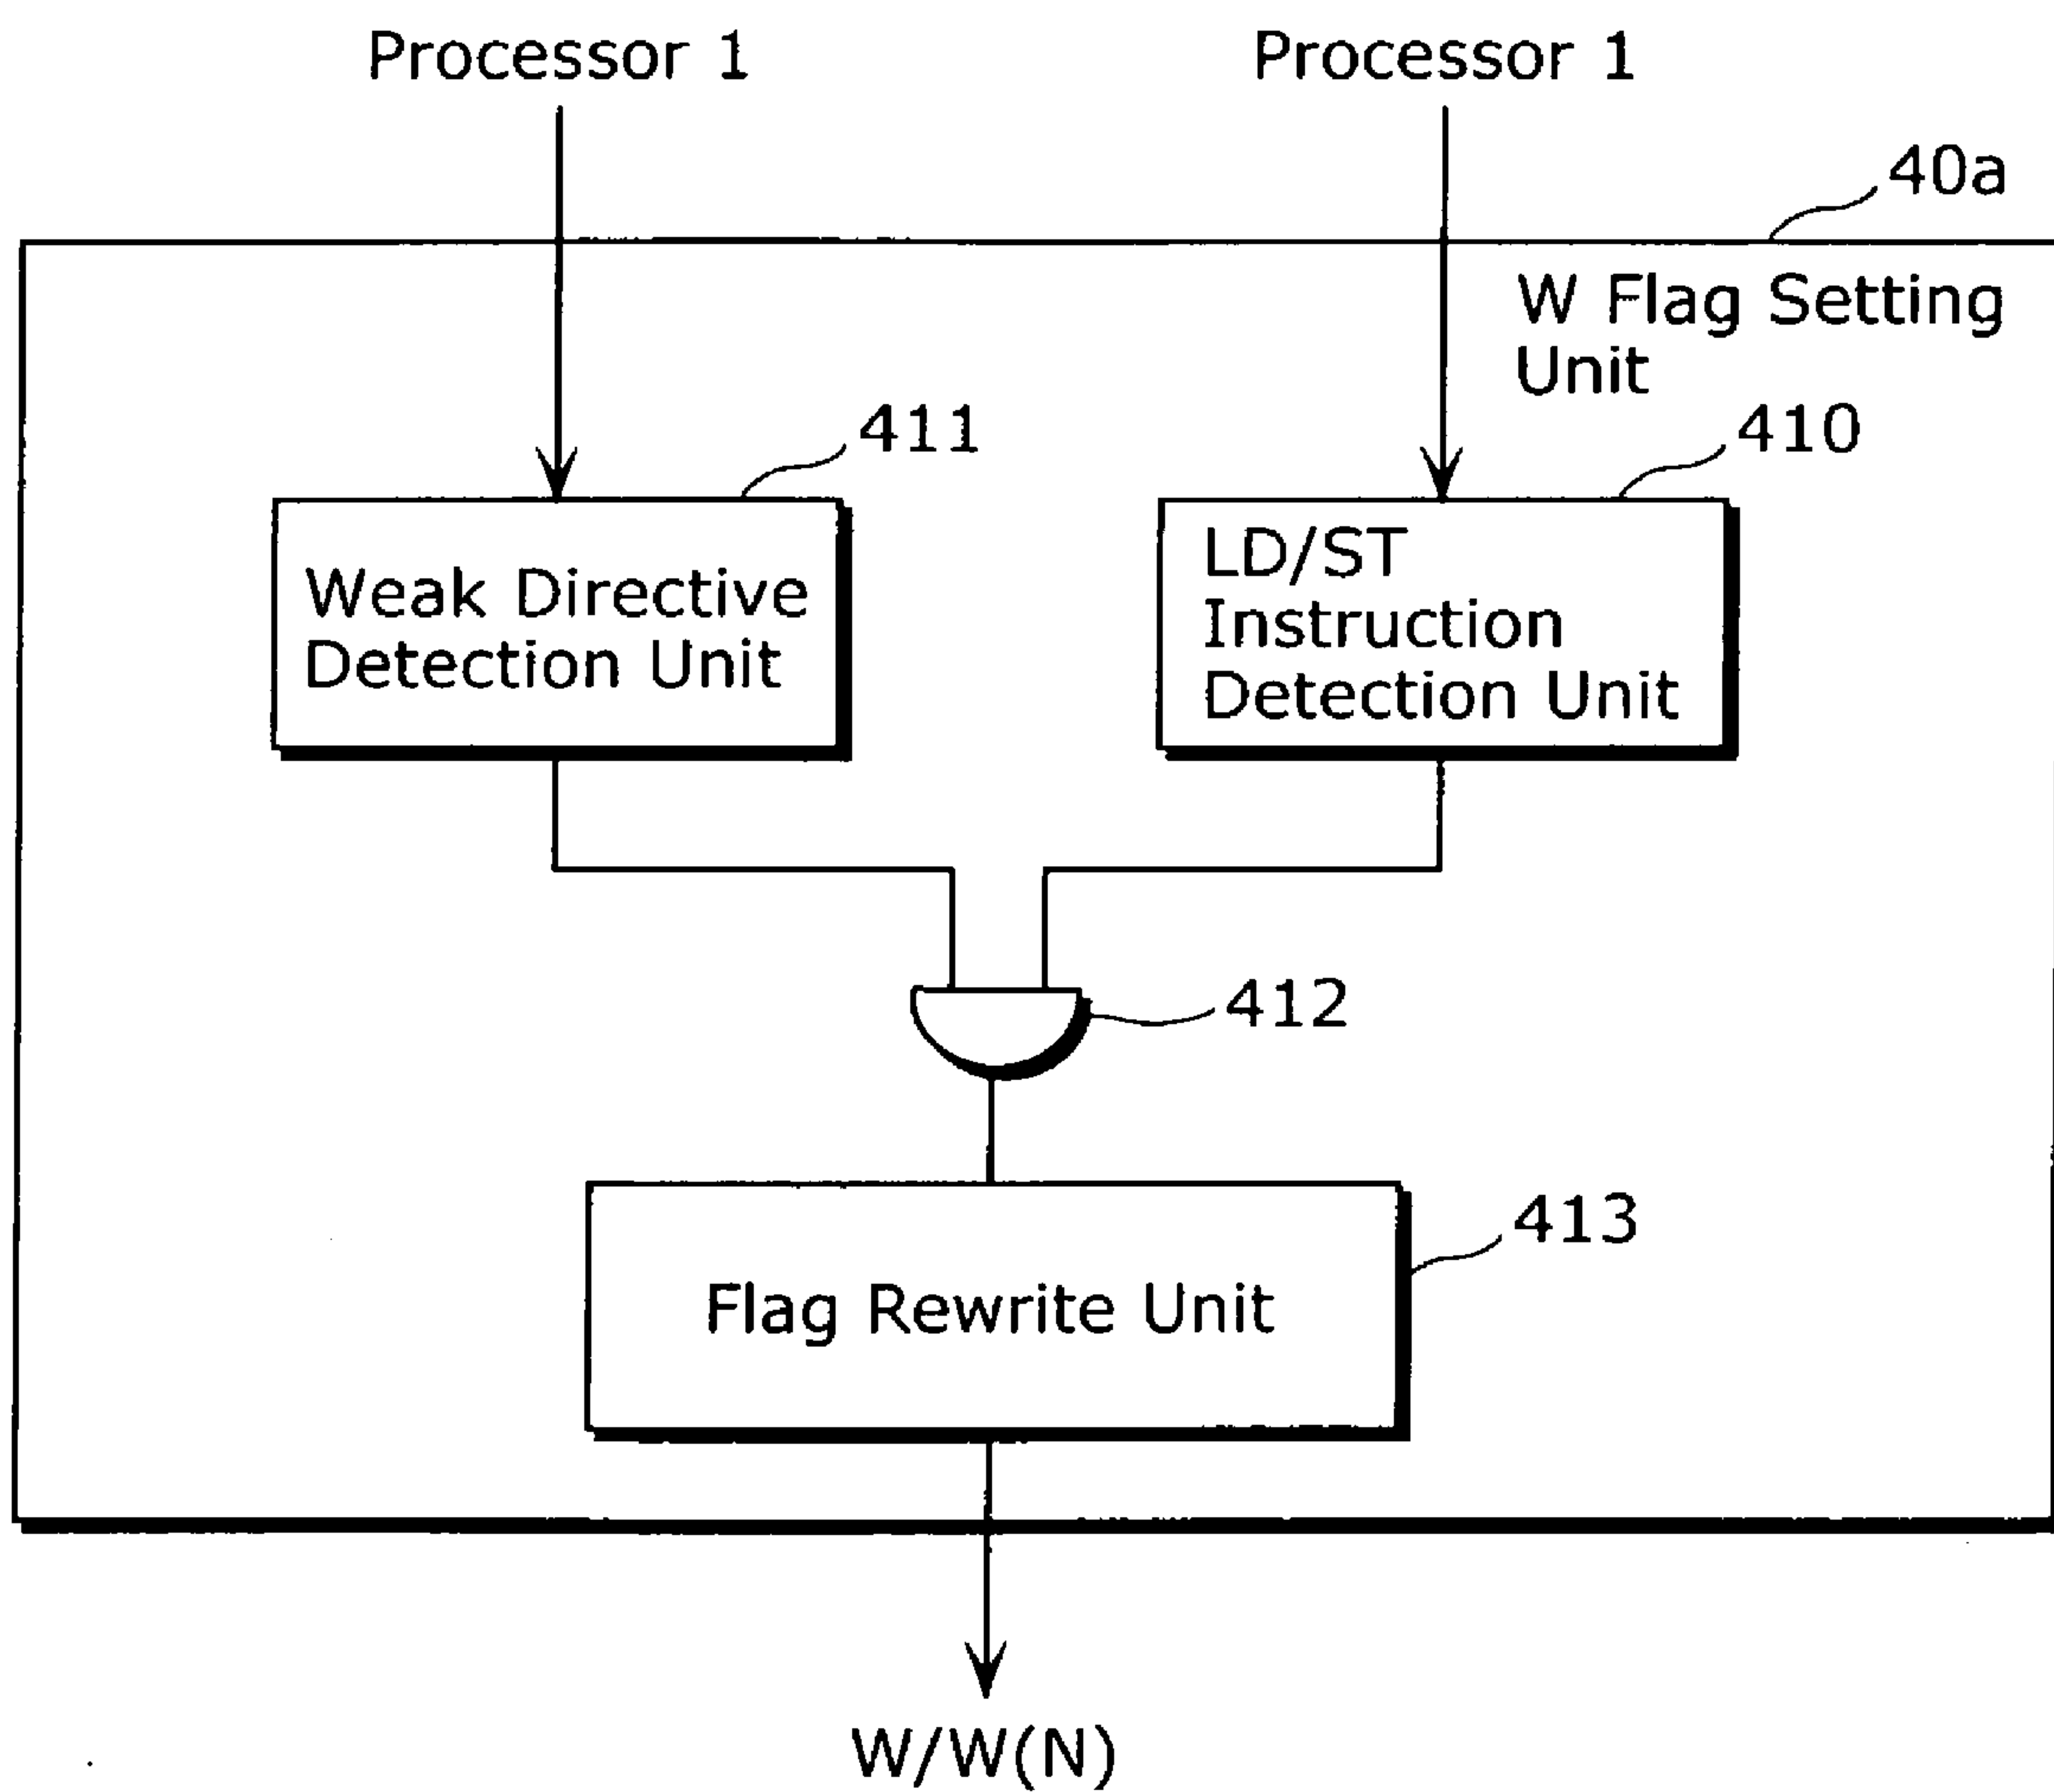 Processor 1
Processor 1
40a
W Flag Setting
Unit
411
410
Weak Directive
Detection Unit
LD/ST
Instruction
Detection Unit
412
413
Flag Rewrite Unit
W/W(N)